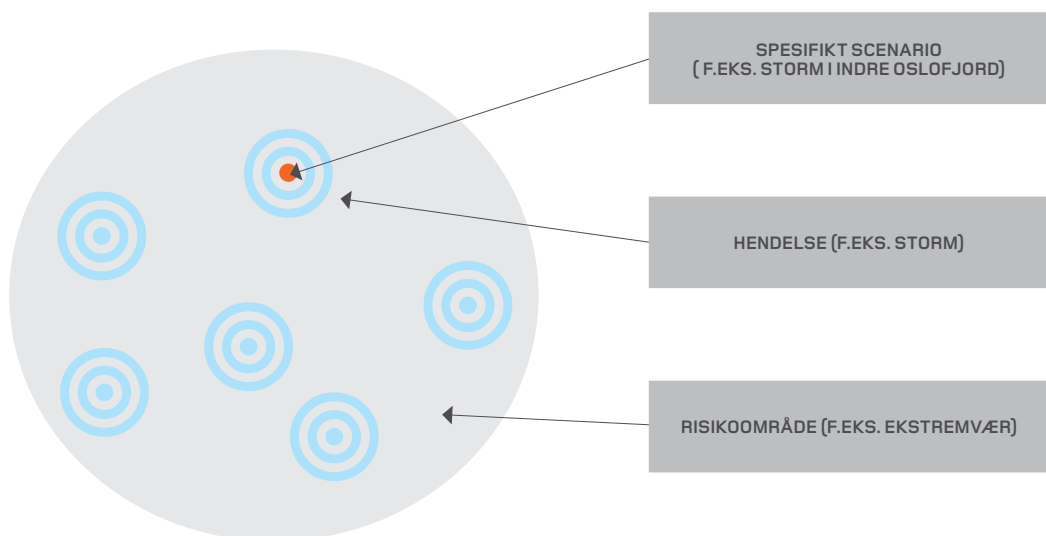 SPESIFIKT SCENARIO
( F.EKS. STORM I INDRE OSLOFJORD)
HENDELSE (F.EKS. STORM)
RISIKOOMRÅDE (F.EKS. EKSTREMVÆR)